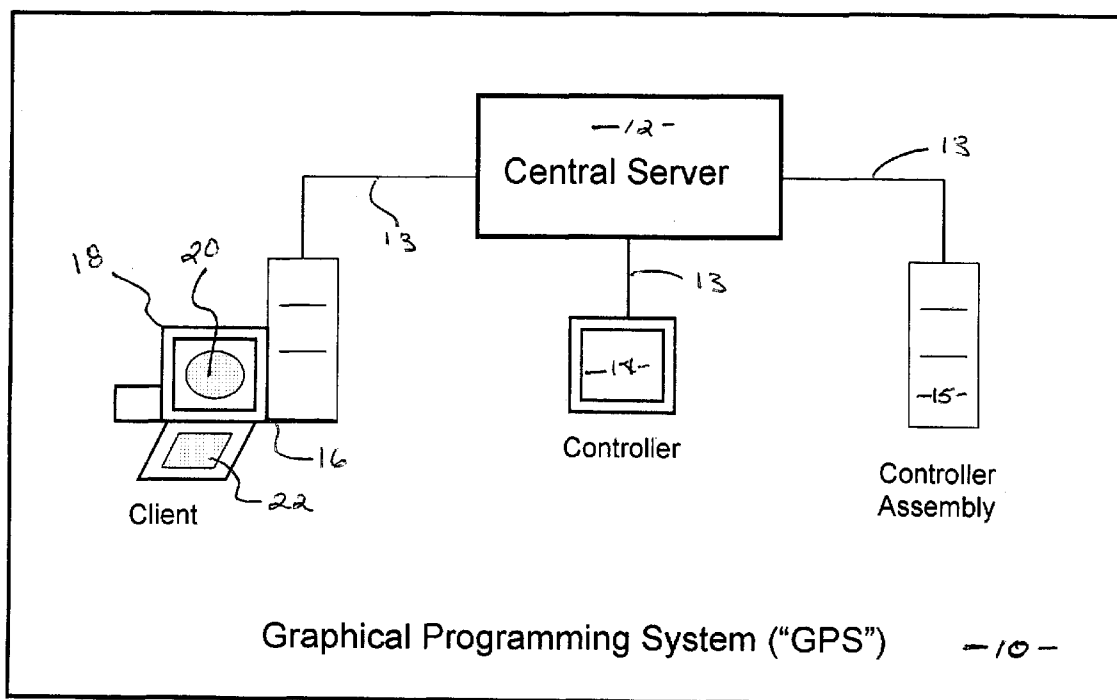 -12-
Central Server
13
13
13
18
20
-14-
-15-
16
22
Controller
Client
Controller
Assembly
Graphical Programming System ("GPS") -10-